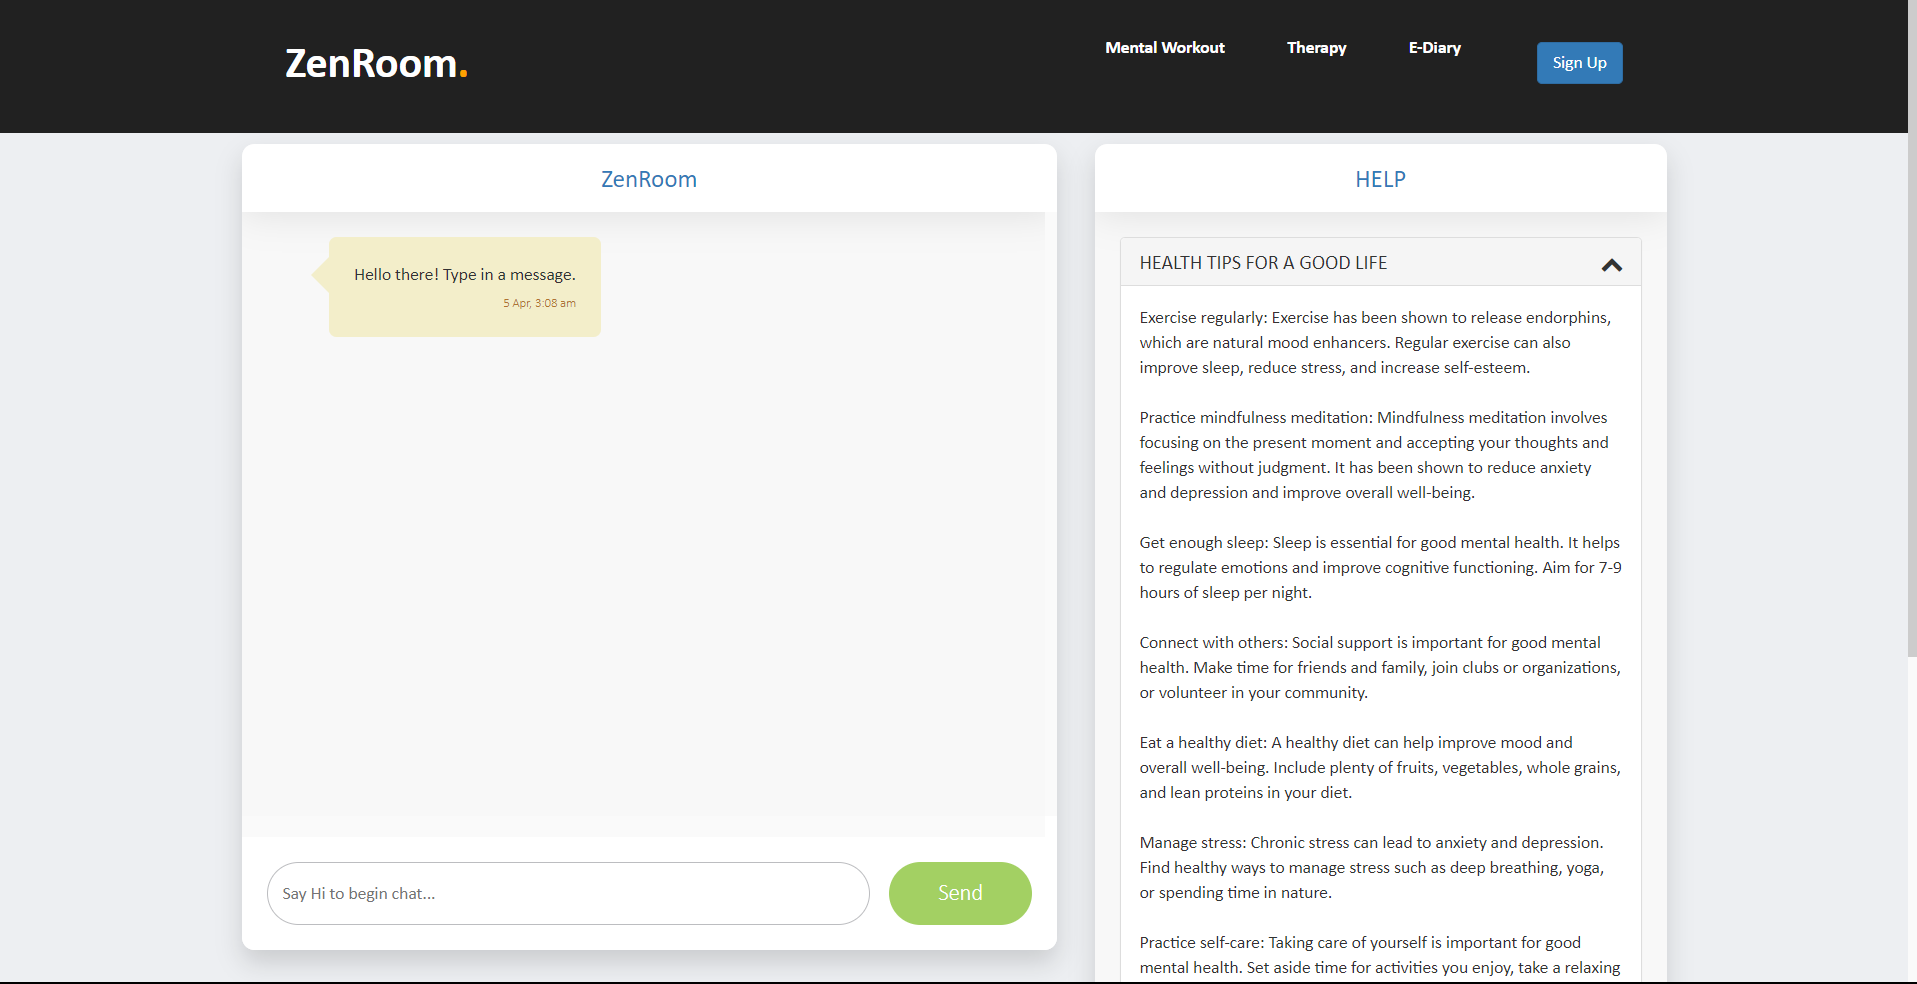 ZenRoom.
Mental Workout
Therapy
E-Diary
Sign Up
ZenRoom
Hello there! Type in a message.
5 Apr, 3:08 am
Say Hi to begin chat...
Send
HELP
HEALTH TIPS FOR A GOOD LIFE
Exercise regularly: Exercise has been shown to release endorphins,
which are natural mood enhancers. Regular exercise can also
improve sleep, reduce stress, and increase self-esteem.
Practice mindfulness meditation: Mindfulness meditation involves
focusing on the present moment and accepting your thoughts and
feelings without judgment. It has been shown to reduce anxiety
and depression and improve overall well-being.
Get enough sleep: Sleep is essential for good mental health. It helps
to regulate emotions and improve cognitive functioning. Aim for 7-9
hours of sleep per night.
Connect with others: Social support is important for good mental
health. Make time for friends and family, join clubs or organizations,
or volunteer in your community.
Eat a healthy diet: A healthy diet can help improve mood and
overall well-being. Include plenty of fruits, vegetables, whole grains,
and lean proteins in your diet.
Manage stress: Chronic stress can lead to anxiety and depression.
Find healthy ways to manage stress such as deep breathing, yoga,
or spending time in nature.
Practice self-care: Taking care of yourself is important for good
mental health. Set aside time for activities you enjoy, take a relaxing